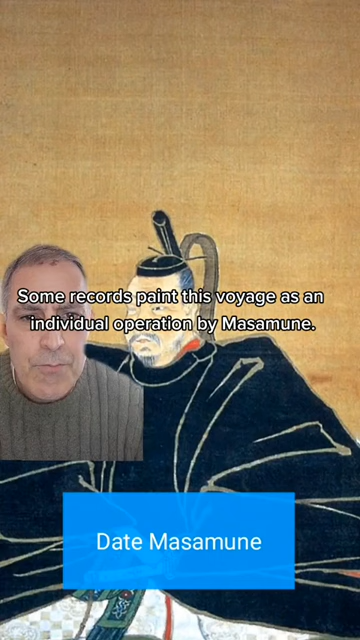 Some records paint this voyage as an
individual operation by Masamune.
Date Masamune